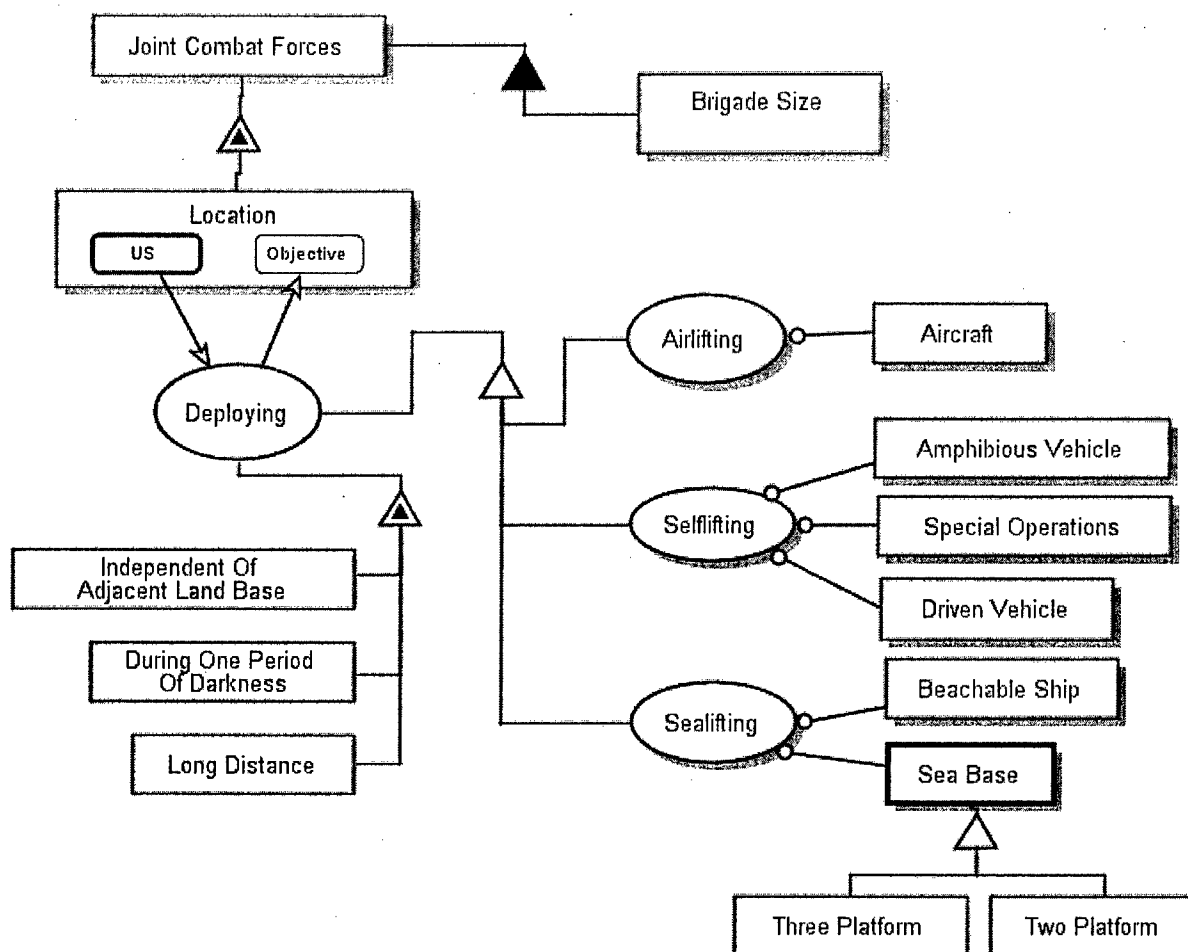 Joint Combat Forces
Brigade Size
Location
US
Objective
Deploying
Airlifting
Aircraft
Amphibious Vehicle
Selflifting
Special Operations
Driven Vehicle
Independent Of
Adjacent Land Base
During One Period
Of Darkness
Long Distance
Sealifting
Beachable Ship
Sea Base
Three Platform
Two Platform